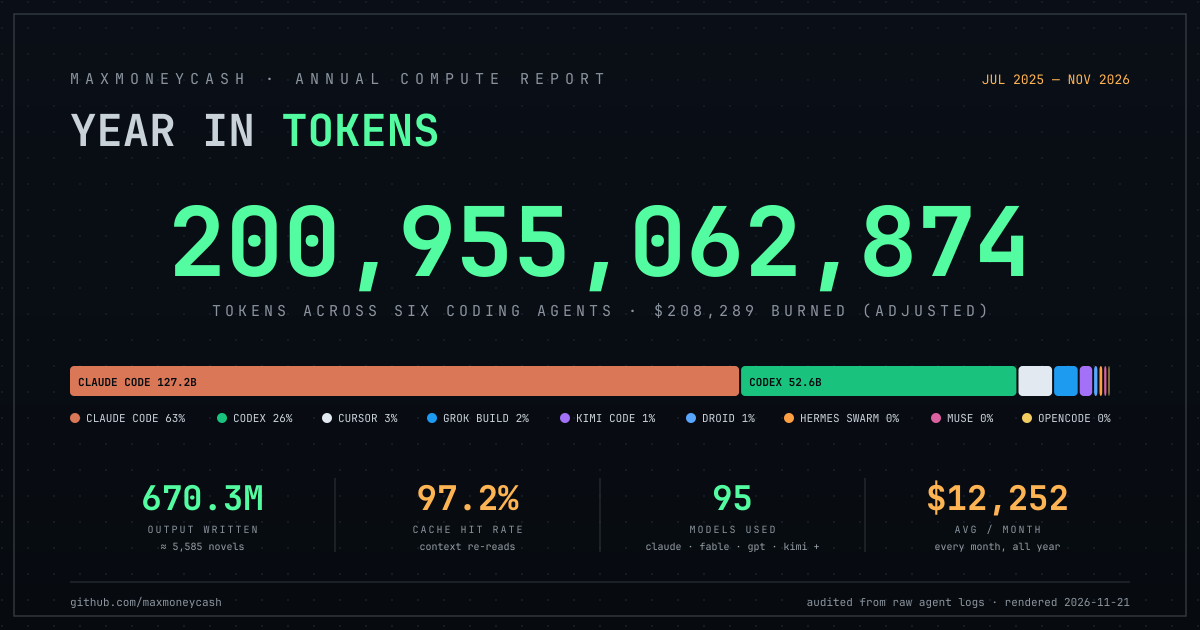 MAXMONEYCASH · ANNUAL COMPUTE REPORT
JUL 2025 — NOV 2026
YEAR IN TOKENS
200,955,062,874
TOKENS ACROSS SIX CODING AGENTS · $208,289 BURNED (ADJUSTED)
CLAUDE CODE 127.2B CODEX 52.6B
CLAUDE CODE 63% CODEX 26% CURSOR 3% GROK BUILD 2% KIMI CODE 1% DROID 1% HERMES SWARM 0% MUSE 0% OPENCODE 0%
670.3M 97.2% 95 $12,252
OUTPUT WRITTEN CACHE HIT RATE MODELS USED AVG / MONTH
≈ 5,585 novels context re-reads claude · fable · gpt · kimi + every month, all year
github.com/maxmoneycash audited from raw agent logs · rendered 2026-11-21